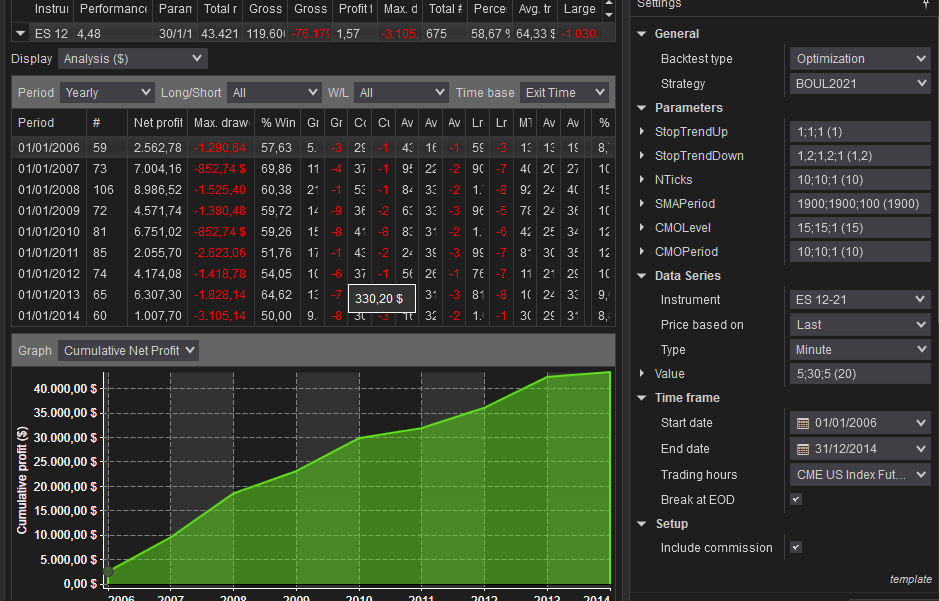 Instru Performance Param Total r Gross Gross Profit f Max. d Total # Perce Avg. tr Large
ES 12 4,48 30/1/1 43.421 119.600 -76.179 1,57 -3.105, 675 58,67 % 64,33 $ -1.030,
Display Analysis ($)
Period Yearly Long/Short All W/L All Time base Exit Time
Period # Net profit Max. draw % Win Gr Gr Co Cu Av Av Av Lr Lr MT Av Av %
01/01/2006 59 2.562,78 -1.290,64 57,63 5. -3 29 -1 43 16 -1 59 -3 13 13 19 8,
01/01/2007 73 7.004,16 -852,74 $ 69,86 11 -4 37 -1 95 22 -2 90 -7 40 20 27 10
01/01/2008 106 8.986,52 -1.525,40 60,38 21 -1 53 -1 84 33 -2 1. -8 92 24 40 15
01/01/2009 72 4.571,74 -1.380,48 59,72 14 -9 36 -2 63 33 -3 96 -5 78 24 36 10
01/01/2010 81 6.751,02 -852,74 $ 59,26 15 -8 41 -8 83 31 -2 1. -6 42 25 34 12
01/01/2011 85 2.055,70 -2.623,06 51,76 17 -1 43 -2 24 39 -3 99 -7 81 30 35 12
01/01/2012 74 4.174,08 -1.418,78 54,05 10 -6 37 -1 56 26 -1 76 -7 11 21 29 10
01/01/2013 65 6.307,30 -1.828,14 64,62 13 -7 330,20 $ 31 -3 81 -8 10 24 33 9,
01/01/2014 60 1.007,70 -3.105,14 50,00 9. -8 30 -3 16 32 -2 1. -1 30 29 31 8,
Graph Cumulative Net Profit
Cumulative profit ($)
40.000,00 $
35.000,00 $
30.000,00 $
25.000,00 $
20.000,00 $
15.000,00 $
10.000,00 $
5.000,00 $
0,00 $
2006 2007 2008 2009 2010 2011 2012 2013 2014
Settings
General
Backtest type Optimization
Strategy BOUL2021
Parameters
StopTrendUp 1;1;1 (1)
StopTrendDown 1,2;1,2;1 (1,2)
NTicks 10;10;1 (10)
SMAPeriod 1900;1900;100 (1900)
CMOLevel 15;15;1 (15)
CMOPeriod 10;10;1 (10)
Data Series
Instrument ES 12-21
Price based on Last
Type Minute
Value 5;30;5 (20)
Time frame
Start date 01/01/2006
End date 31/12/2014
Trading hours CME US Index Fut...
Break at EOD
Setup
Include commission
template